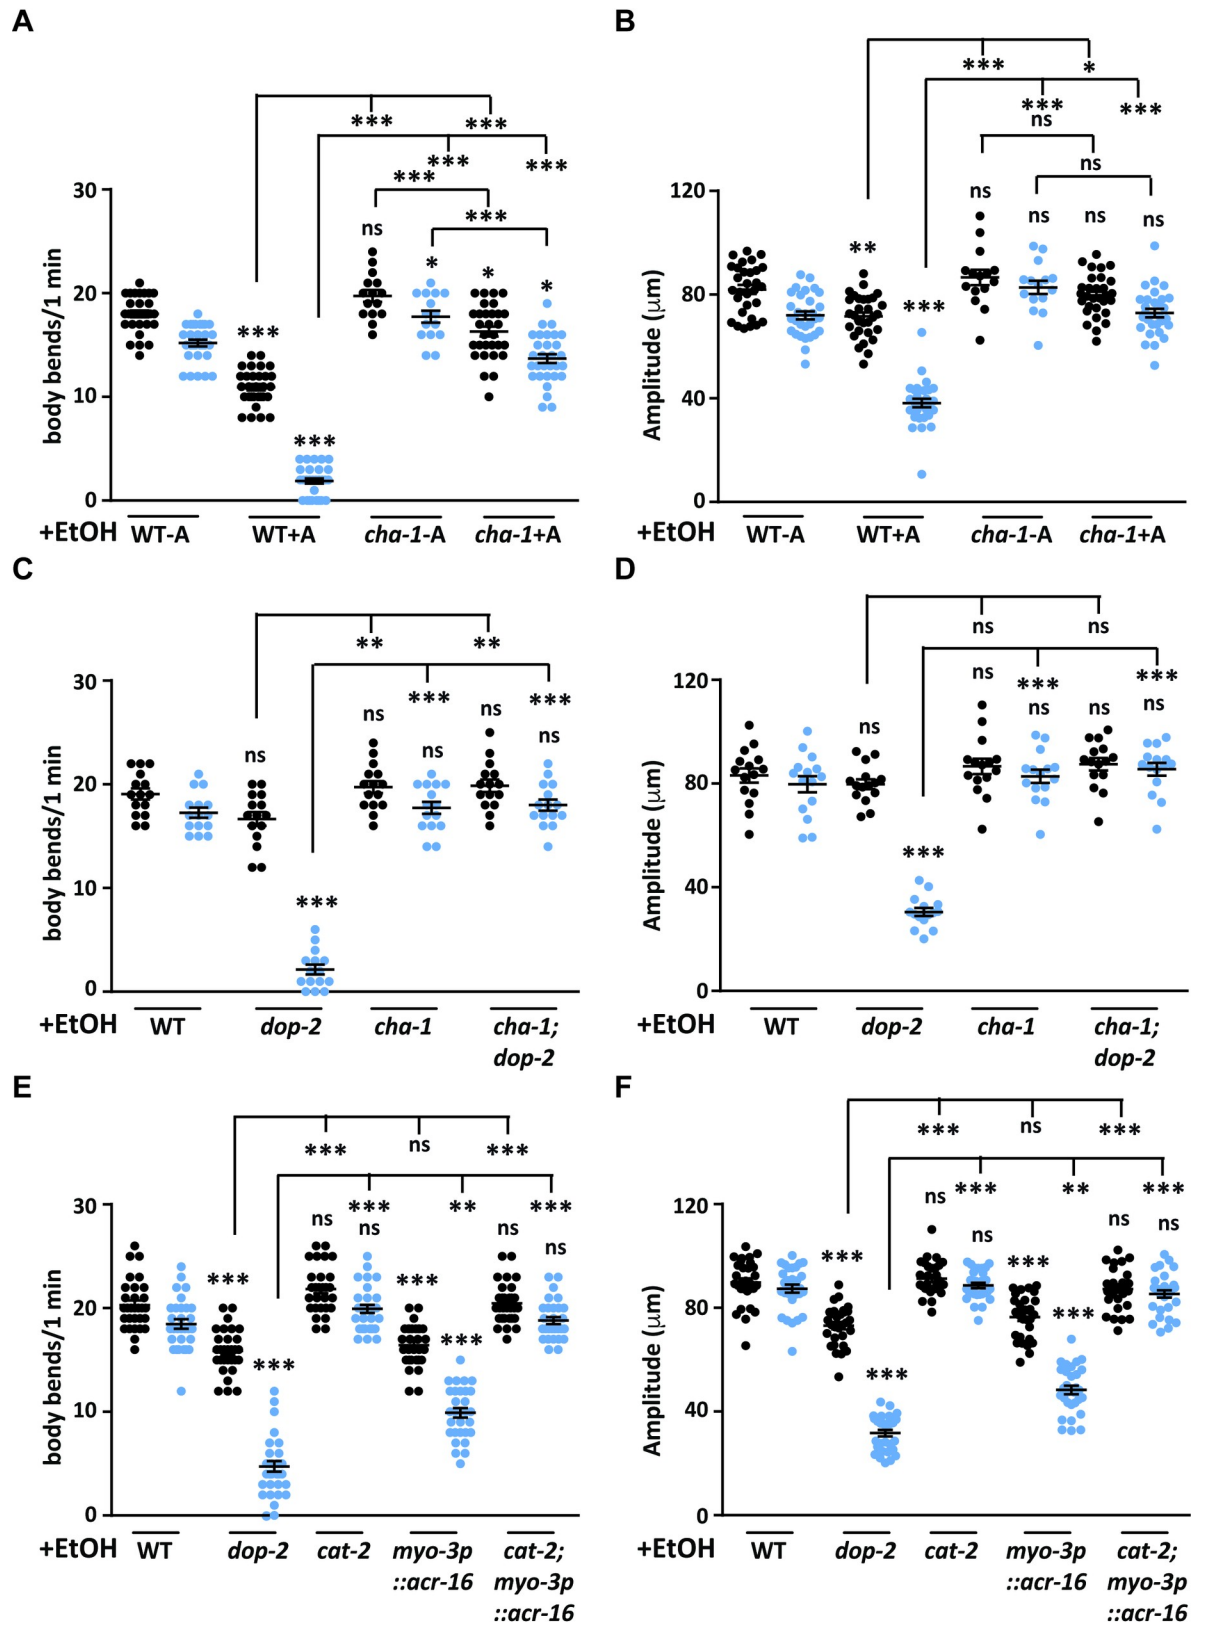 A
*** ***
***
*** ***
***
ns * * *
***
***
body bends/1 min
30
20
10
0
+EtOH WT-A WT+A cha-1-A cha-1+A
B
*** *
*** ***
ns
ns
ns ns ns ns
**
***
Amplitude (μm)
120
80
40
0
+EtOH WT-A WT+A cha-1-A cha-1+A
C
** **
*** ***
ns ns ns ns ns
***
body bends/1 min
30
20
10
0
+EtOH WT dop-2 cha-1 cha-1;
dop-2
D
ns ns
*** ***
ns ns ns ns ns
***
Amplitude (μm)
120
80
40
0
+EtOH WT dop-2 cha-1 cha-1;
dop-2
E
*** ns ***
*** ** ***
ns ns ns ns
*** ***
*** ***
body bends/1 min
30
20
10
0
+EtOH WT dop-2 cat-2 myo-3p cat-2;
::acr-16 myo-3p
::acr-16
F
*** ns ***
*** ** ***
ns ns ns ns
*** ***
*** ***
Amplitude (μm)
120
80
40
0
+EtOH WT dop-2 cat-2 myo-3p cat-2;
::acr-16 myo-3p
::acr-16